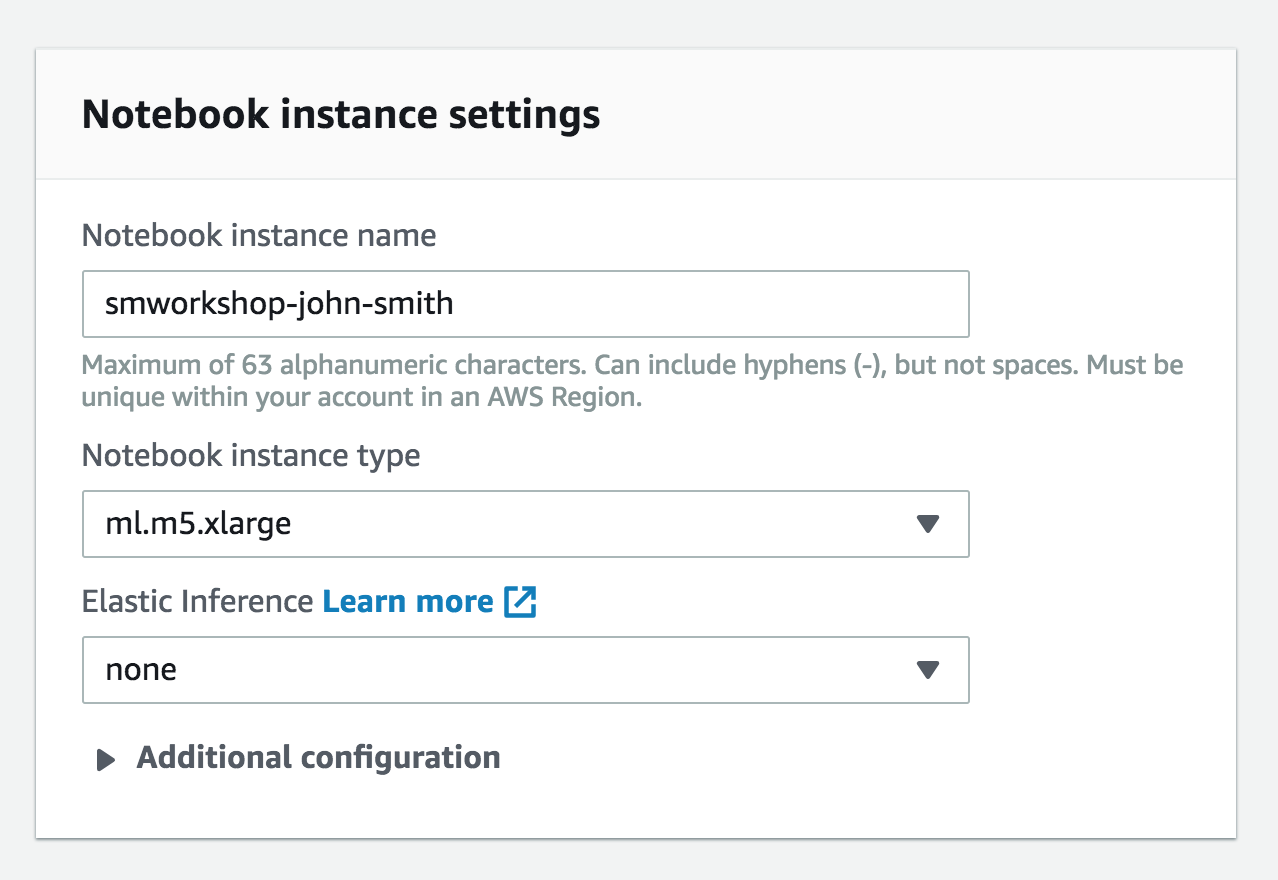 Notebook instance settings
Notebook instance name
smworkshop-john-smith
Maximum of 63 alphanumeric characters. Can include hyphens (-), but not spaces. Must be
unique within your account in an AWS Region.
Notebook instance type
ml.m5.xlarge
Elastic Inference Learn more
none
Additional configuration